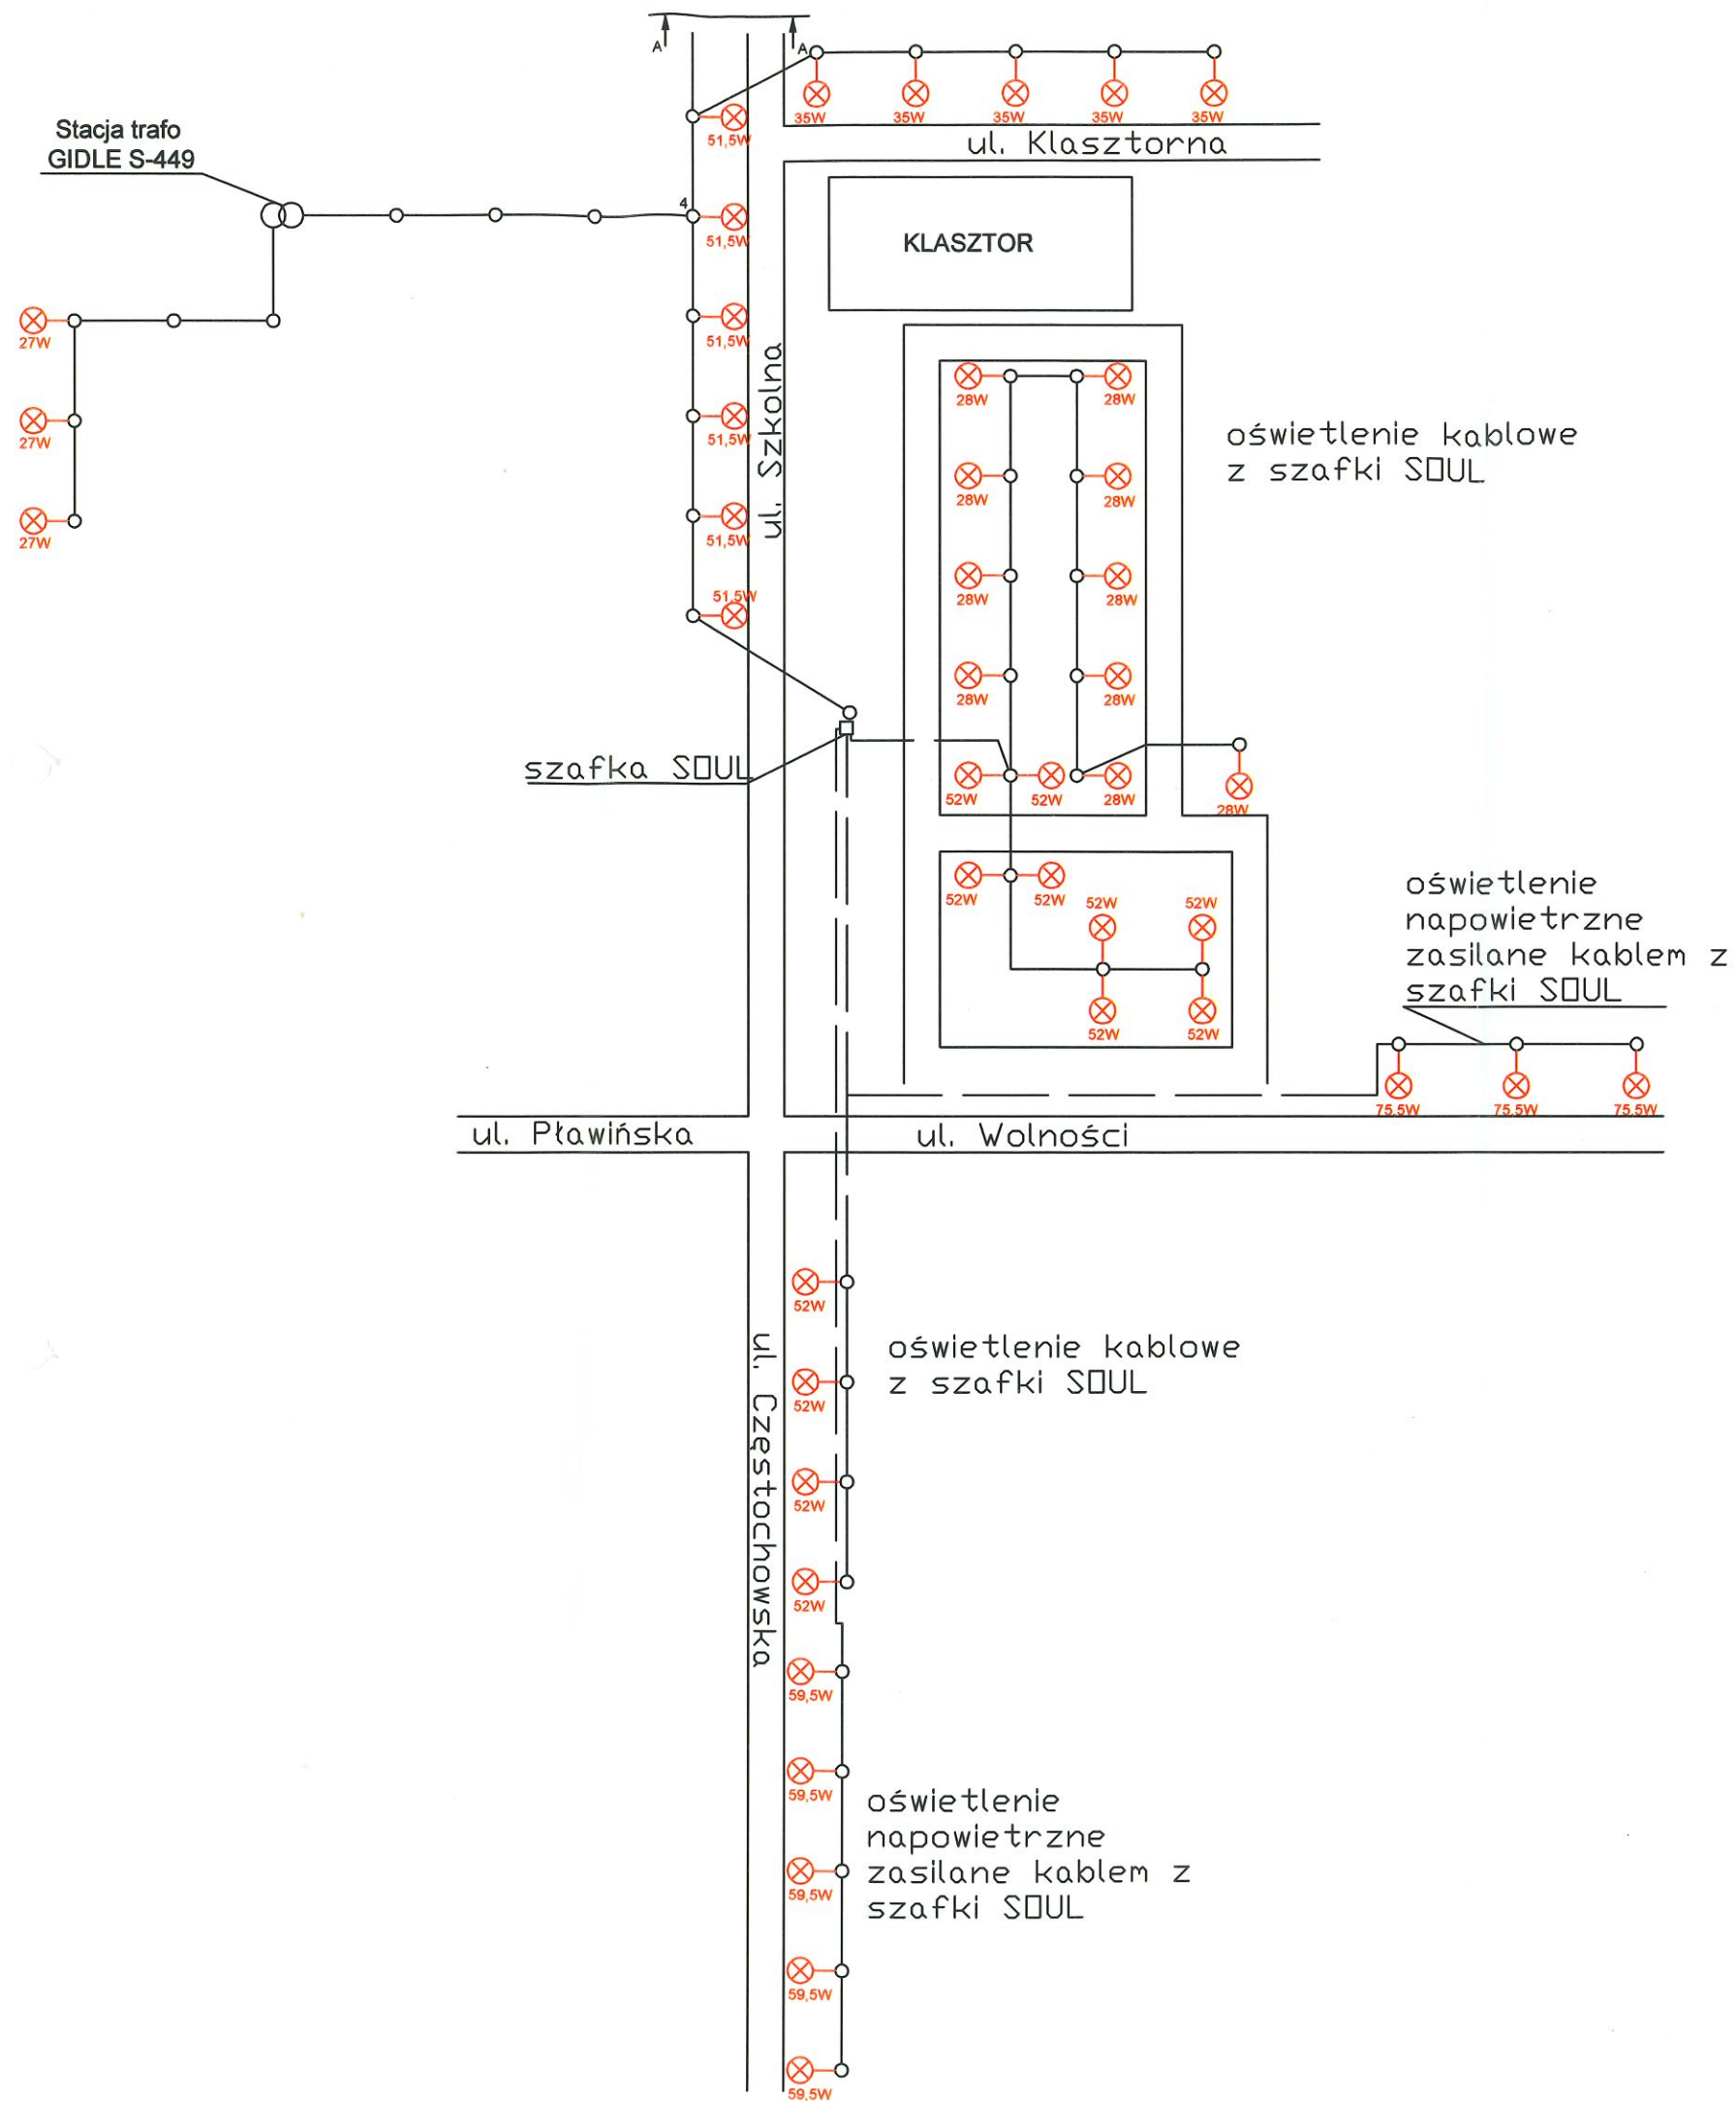 A
A
35W
35W
35W
35W
35W
ul. Klasztorna
Stacja trafo
GIDLE S-449
51,5W
4
51,5W
KLASZTOR
51,5W
51,5W
51,5W
51,5W
ul. Szkolna
27W
27W
27W
28W
28W
28W
28W
28W
28W
28W
28W
52W
52W
28W
28W
oświetlenie kablowe
z szafki SOUL
szafka SOUL
52W
52W
52W
52W
52W
52W
oświetlenie
napowietrzne
zasilane kablem z
szafki SOUL
75,5W
75,5W
75,5W
ul. Pławińska
ul. Wolności
52W
52W
52W
52W
oświetlenie kablowe
z szafki SOUL
ul. Częstochowska
59,5W
59,5W
59,5W
59,5W
59,5W
oświetlenie
napowietrzne
zasilane kablem z
szafki SOUL